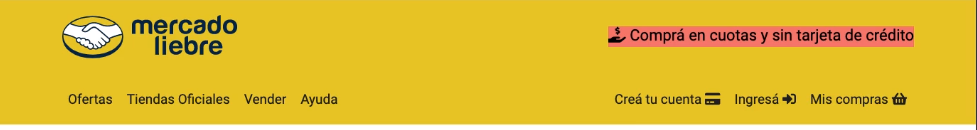 mercado
liebre
Comprá en cuotas y sin tarjeta de crédito
Ofertas Tiendas Oficiales Vender Ayuda
Creá tu cuenta Ingresá Mis compras